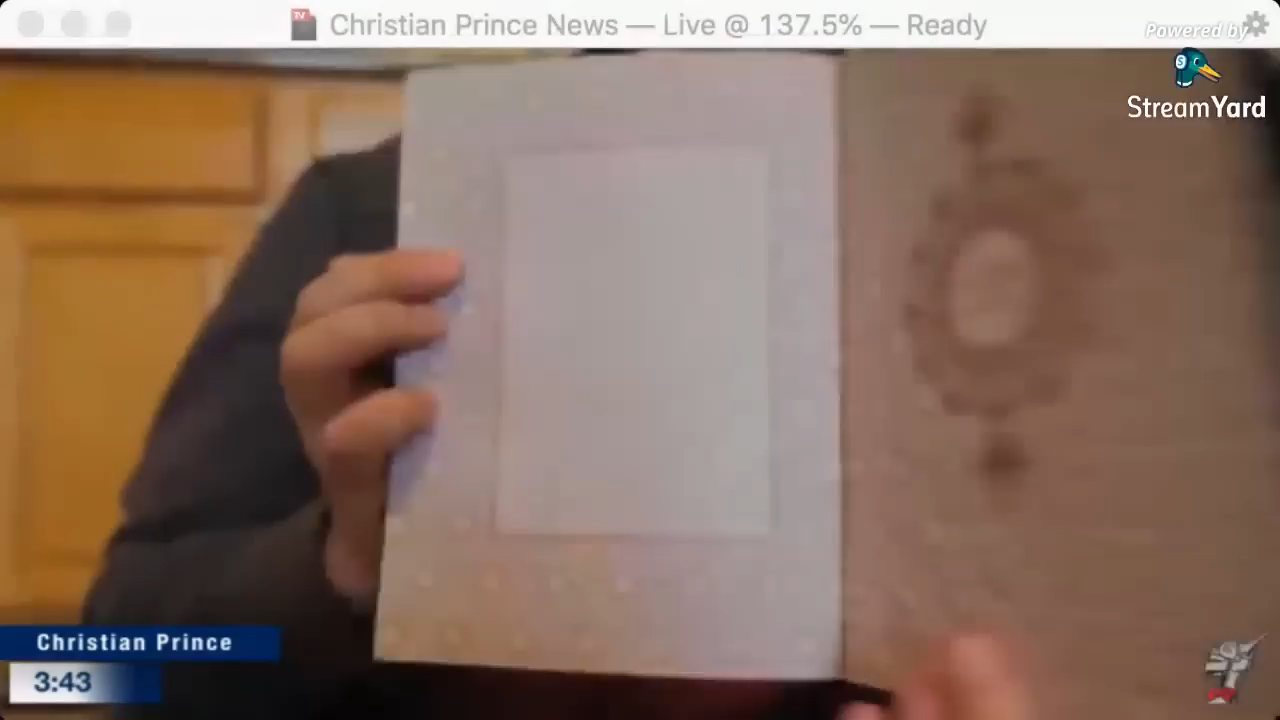 Christian Prince News — Live @ 137.5% — Ready
Powered by
StreamYard
Christian Prince
3:43